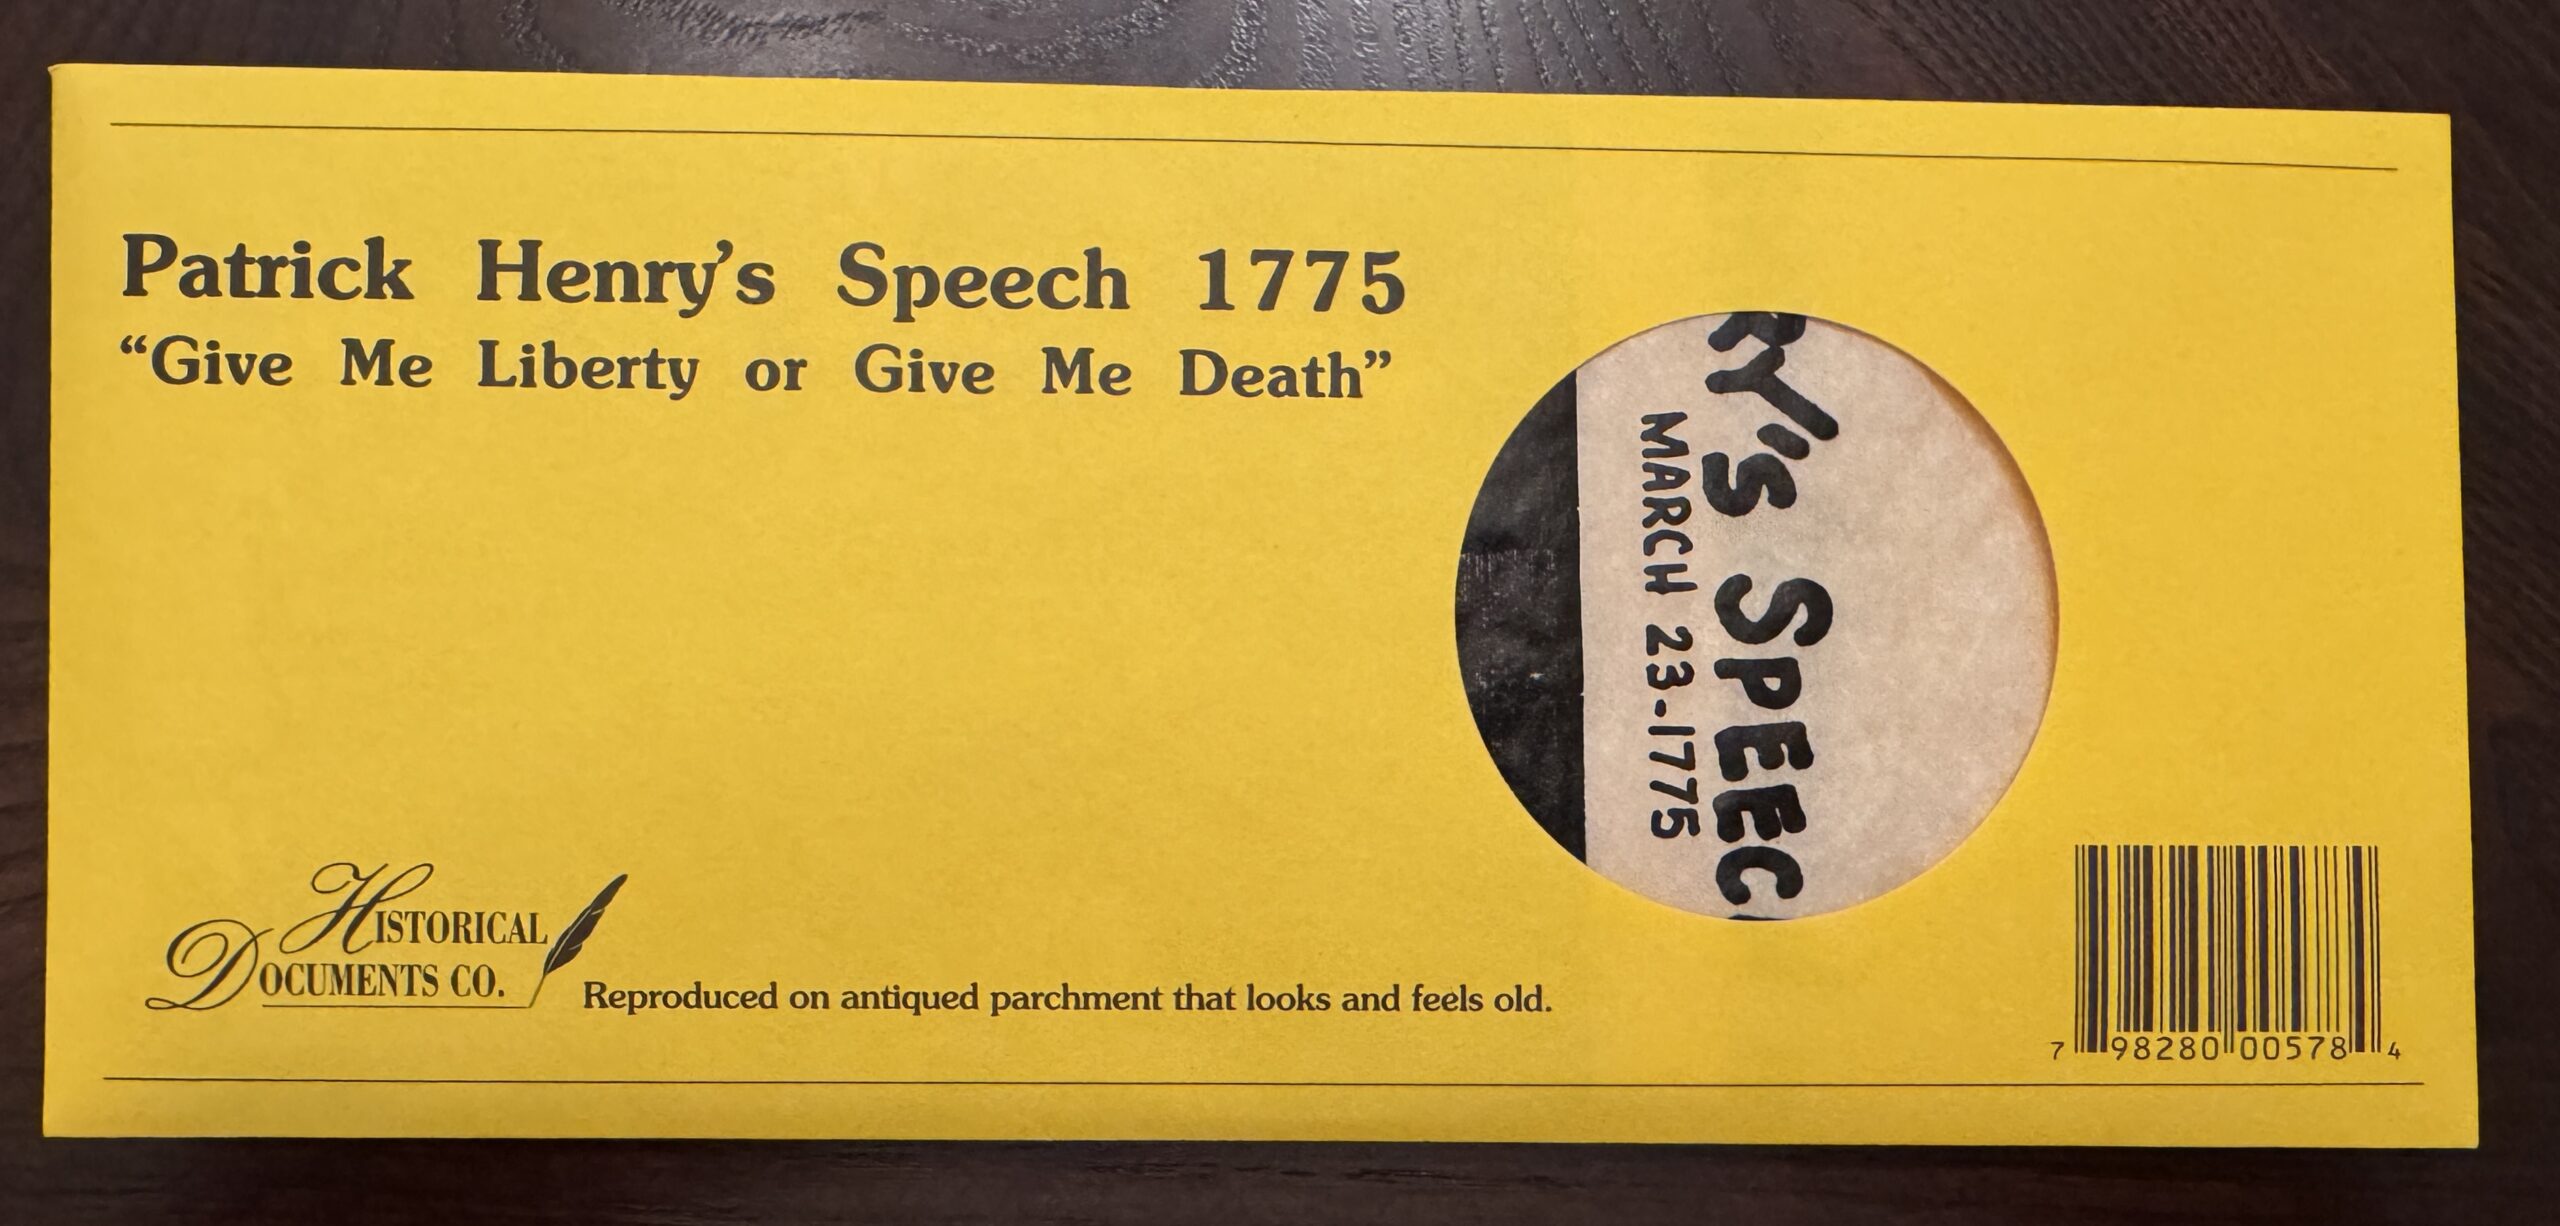 Patrick Henry's Speech 1775
“Give Me Liberty or Give Me Death”
Y's SPEEC
MARCH 23-1775
HISTORICAL
DOCUMENTS CO.
Reproduced on antiqued parchment that looks and feels old.
7 98280 00578 4